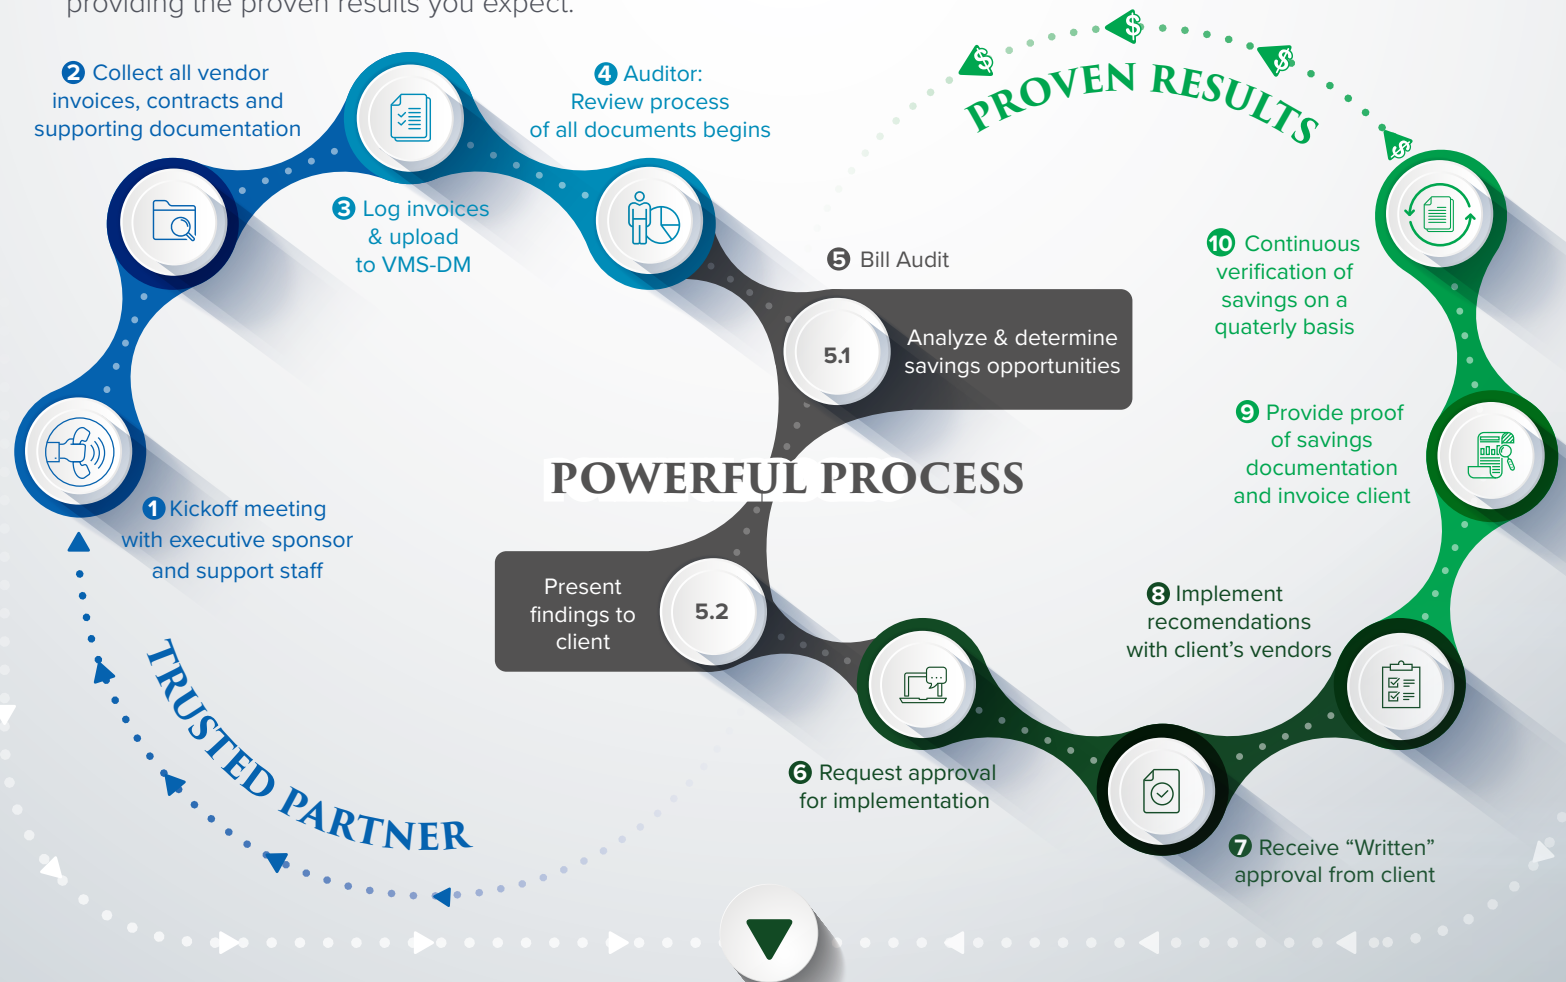 providing the proven results you expect.
2 Collect all vendor
invoices, contracts and
supporting documentation
4 Auditor:
Review process
of all documents begins
$ $ $ $
PROVEN RESULTS
3 Log invoices
& upload
to VMS-DM
5 Bill Audit
5.1
Analyze & determine
savings opportunities
10 Continuous
verification of
savings on a
quaterly basis
9 Provide proof
of savings
documentation
and invoice client
POWERFUL PROCESS
1 Kickoff meeting
with executive sponsor
and support staff
Present
findings to
client
5.2
8 Implement
recomendations
with client’s vendors
TRUSTED PARTNER
6 Request approval
for implementation
7 Receive “Written”
approval from client